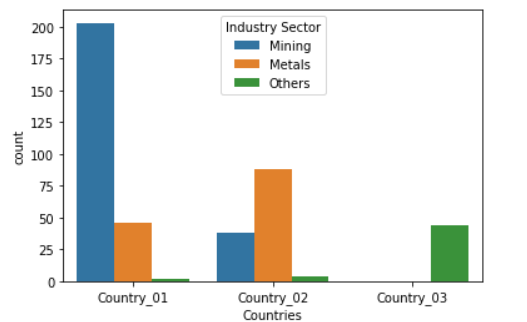 200
175
150
125
100
75
50
25
0
count
Industry Sector
Mining
Metals
Others
Country_01 Country_02 Country_03
Countries